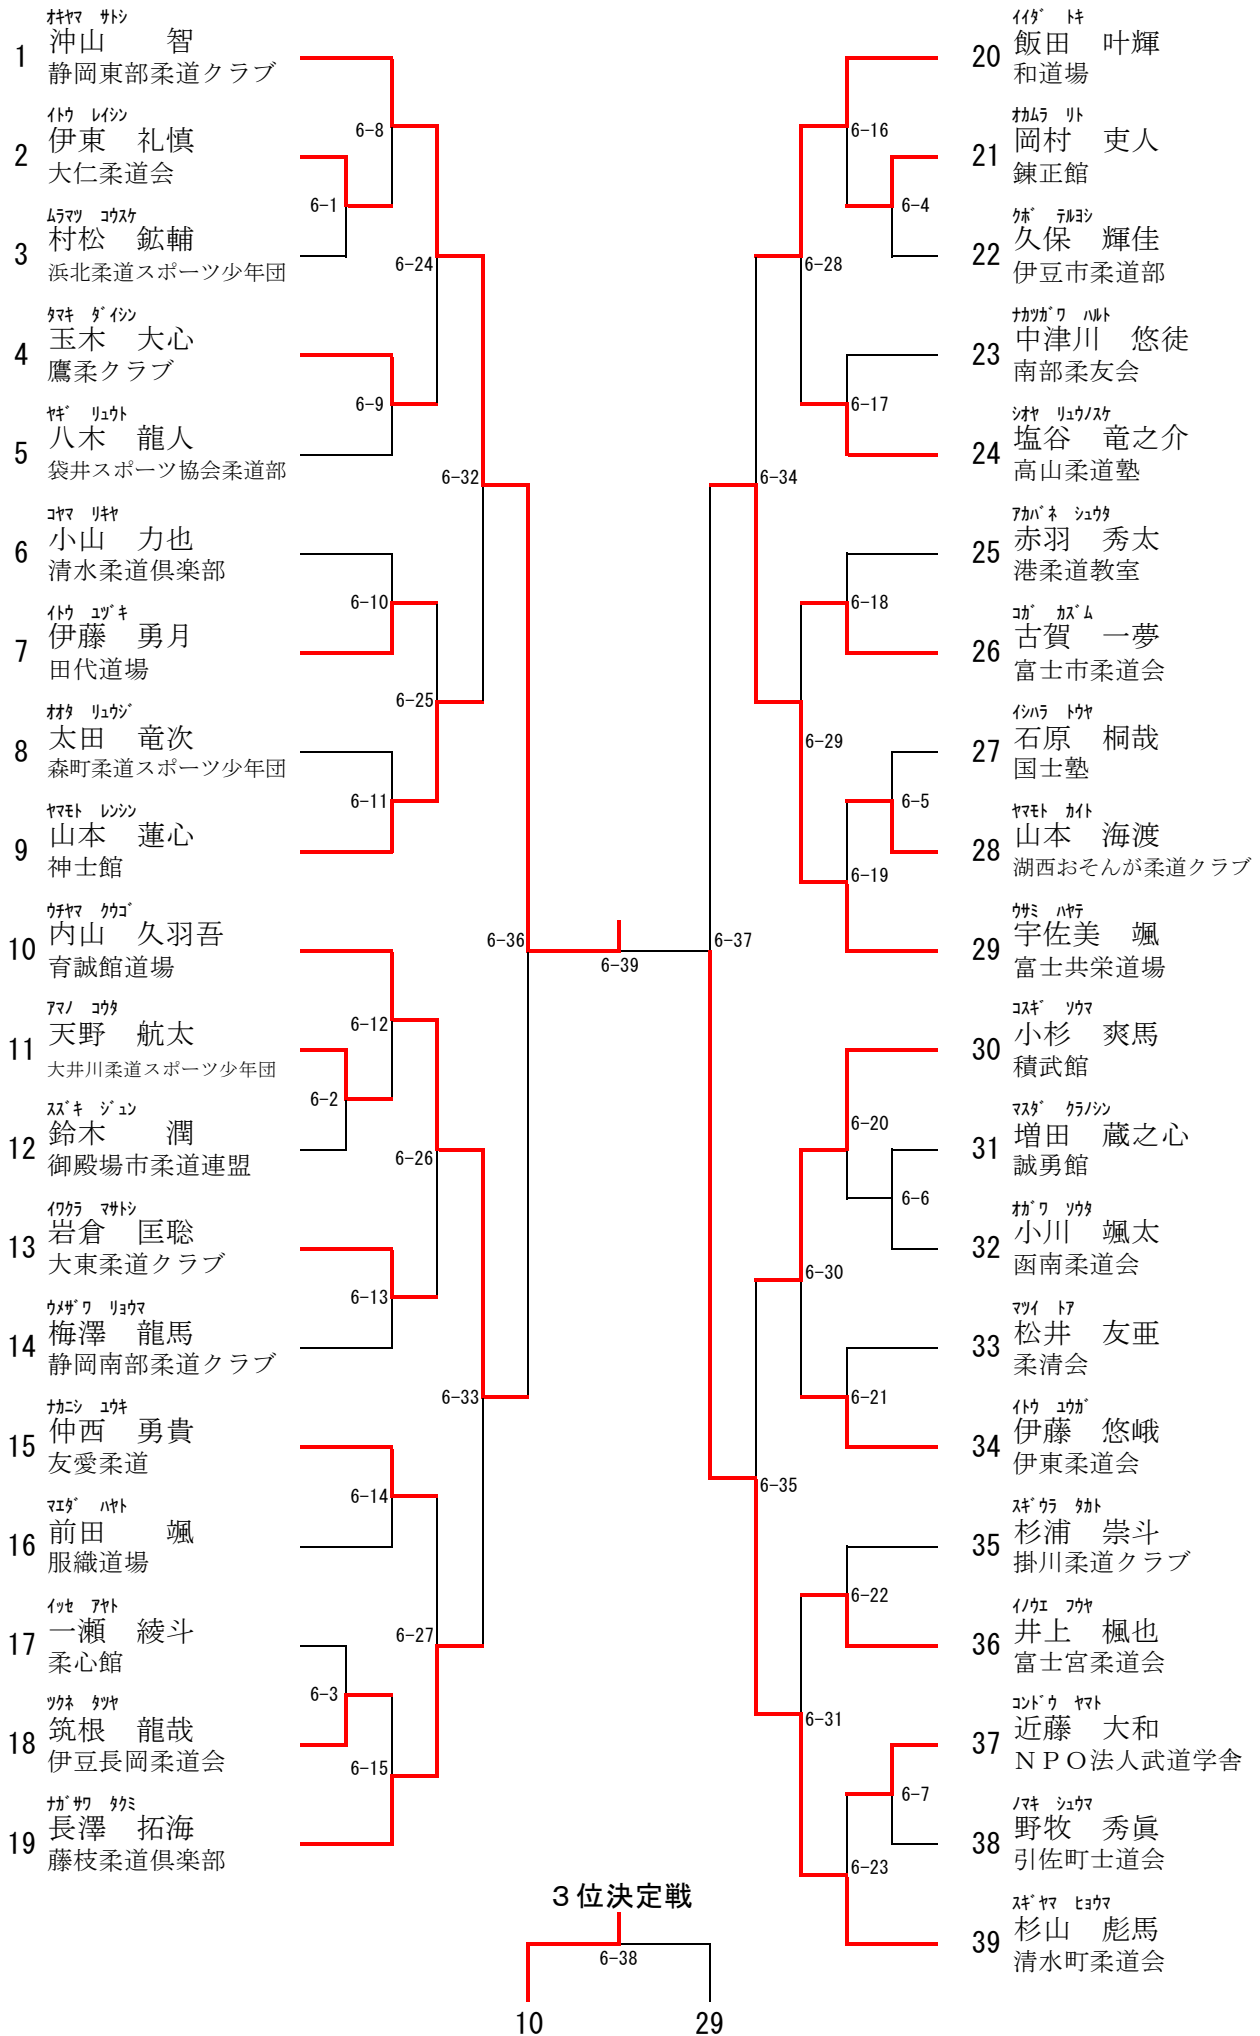 ｵｷﾔﾏ ｻﾄｼ
1 沖山 智
静岡東部柔道クラブ
ｲﾄｳ ﾚｲｼﾝ
2 伊東 礼慎
大仁柔道会
ﾑﾗﾏﾂ ｺｳｽｹ
3 村松 鉱輔
浜北柔道スポーツ少年団
ﾀﾏｷ ﾀﾞｲｼﾝ
4 玉木 大心
鷹柔クラブ
ﾔｷﾞ ﾘｭｳﾄ
5 八木 龍人
袋井スポーツ協会柔道部
ｺﾔﾏ ﾘｷﾔ
6 小山 力也
清水柔道倶楽部
ｲﾄｳ ﾕﾂﾞｷ
7 伊藤 勇月
田代道場
ｵｵﾀ ﾘｭｳｼﾞ
8 太田 竜次
森町柔道スポーツ少年団
ﾔﾏﾓﾄ ﾚﾝｼﾝ
9 山本 蓮心
神士館
ｳﾁﾔﾏ ｸｳｺﾞ
10 内山 久羽吾
育誠館道場
ｱﾏﾉ ｺｳﾀ
11 天野 航太
大井川柔道スポーツ少年団
ｽｽﾞｷ ｼﾞｭﾝ
12 鈴木 潤
御殿場市柔道連盟
ｲﾜｸﾗ ﾏｻﾄｼ
13 岩倉 匡聡
大東柔道クラブ
ｳﾒｻﾞﾜ ﾘｮｳﾏ
14 梅澤 龍馬
静岡南部柔道クラブ
ﾅｶﾆｼ ﾕｳｷ
15 仲西 勇貴
友愛柔道
ﾏｴﾀﾞ ﾊﾔﾄ
16 前田 颯
服織道場
ｲｯｾ ｱﾔﾄ
17 一瀬 綾斗
柔心館
ﾂｸﾈ ﾀﾂﾔ
18 筑根 龍哉
伊豆長岡柔道会
ﾅｶﾞｻﾜ ﾀｸﾐ
19 長澤 拓海
藤枝柔道倶楽部
6-8
6-1
6-24
6-9
6-32
6-10
6-25
6-11
6-36
6-12
6-2
6-26
6-13
6-33
6-14
6-27
6-3
6-15
6-39
6-16
6-4
6-28
6-17
6-34
6-18
6-29
6-5
6-19
6-37
6-20
6-6
6-30
6-21
6-35
6-22
6-31
6-7
6-23
ｲｲﾀﾞ ﾄｷ
20 飯田 叶輝
和道場
ｵｶﾑﾗ ﾘﾄ
21 岡村 吏人
錬正館
ｸﾎﾞ ﾃﾙﾖｼ
22 久保 輝佳
伊豆市柔道部
ﾅｶﾂｶﾞﾜ ﾊﾙﾄ
23 中津川 悠徒
南部柔友会
ｼｵﾔ ﾘｭｳﾉｽｹ
24 塩谷 竜之介
高山柔道塾
ｱｶﾊﾞﾈ ｼｭｳﾀ
25 赤羽 秀太
港柔道教室
ｺｶﾞ ｶｽﾞﾑ
26 古賀 一夢
富士市柔道会
ｲｼﾊﾗ ﾄｳﾔ
27 石原 桐哉
国士塾
ﾔﾏﾓﾄ ｶｲﾄ
28 山本 海渡
湖西おそんが柔道クラブ
ｳｻﾐ ﾊﾔﾃ
29 宇佐美 颯
富士共栄道場
ｺｽｷﾞ ｿｳﾏ
30 小杉 爽馬
積武館
ﾏｽﾀﾞ ｸﾗﾉｼﾝ
31 増田 蔵之心
誠勇館
ｵｶﾞﾜ ｿｳﾀ
32 小川 颯太
函南柔道会
ﾏﾂｲ ﾄｱ
33 松井 友亜
柔清会
ｲﾄｳ ﾕｳｶﾞ
34 伊藤 悠峨
伊東柔道会
ｽｷﾞｳﾗ ﾀｶﾄ
35 杉浦 崇斗
掛川柔道クラブ
ｲﾉｳｴ ﾌｳﾔ
36 井上 楓也
富士宮柔道会
ｺﾝﾄﾞｳ ﾔﾏﾄ
37 近藤 大和
ＮＰＯ法人武道学舎
ﾉﾏｷ ｼｭｳﾏ
38 野牧 秀眞
引佐町士道会
ｽｷﾞﾔﾏ ﾋｮｳﾏ
39 杉山 彪馬
清水町柔道会
３位決定戦
6-38
10 29